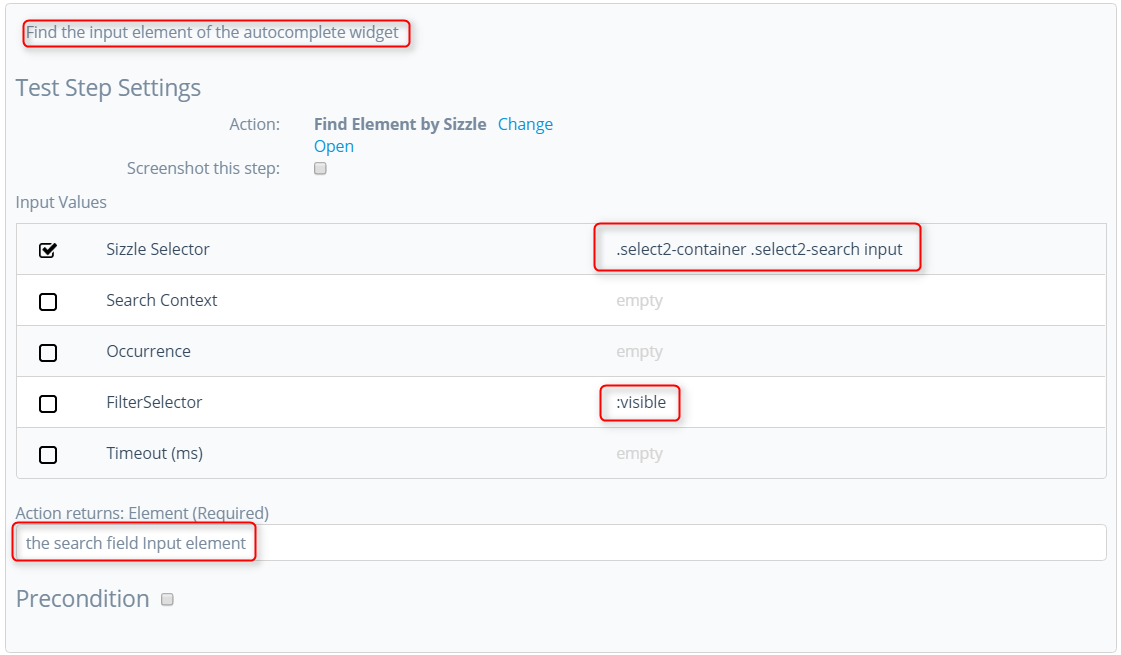 Find the input element of the autocomplete widget
Test Step Settings
Action: Find Element by Sizzle Change
Open
Screenshot this step:
Input Values
Sizzle Selector .select2-container .select2-search input
Search Context empty
Occurrence empty
FilterSelector :visible
Timeout (ms) empty
Action returns: Element (Required)
the search field Input element
Precondition